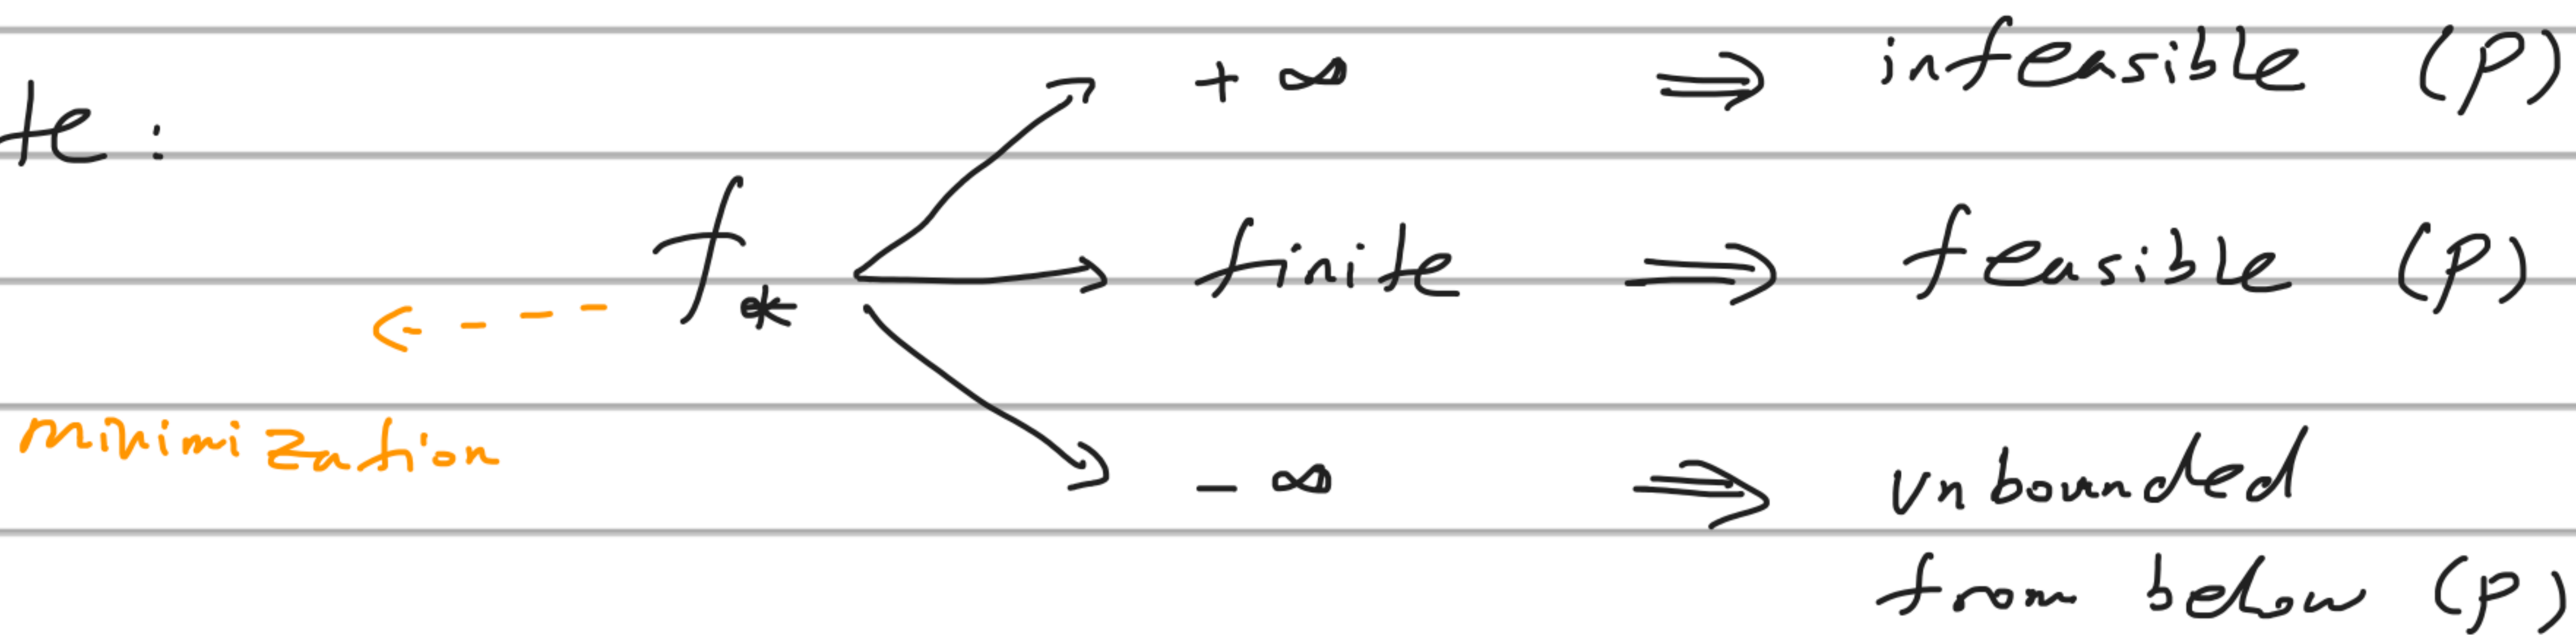 te :
+ ∞ ⇒ infeasible (P)
f* → finite ⇒ feasible (P)
minimization
- ∞ ⇒ unbounded
from below (P)